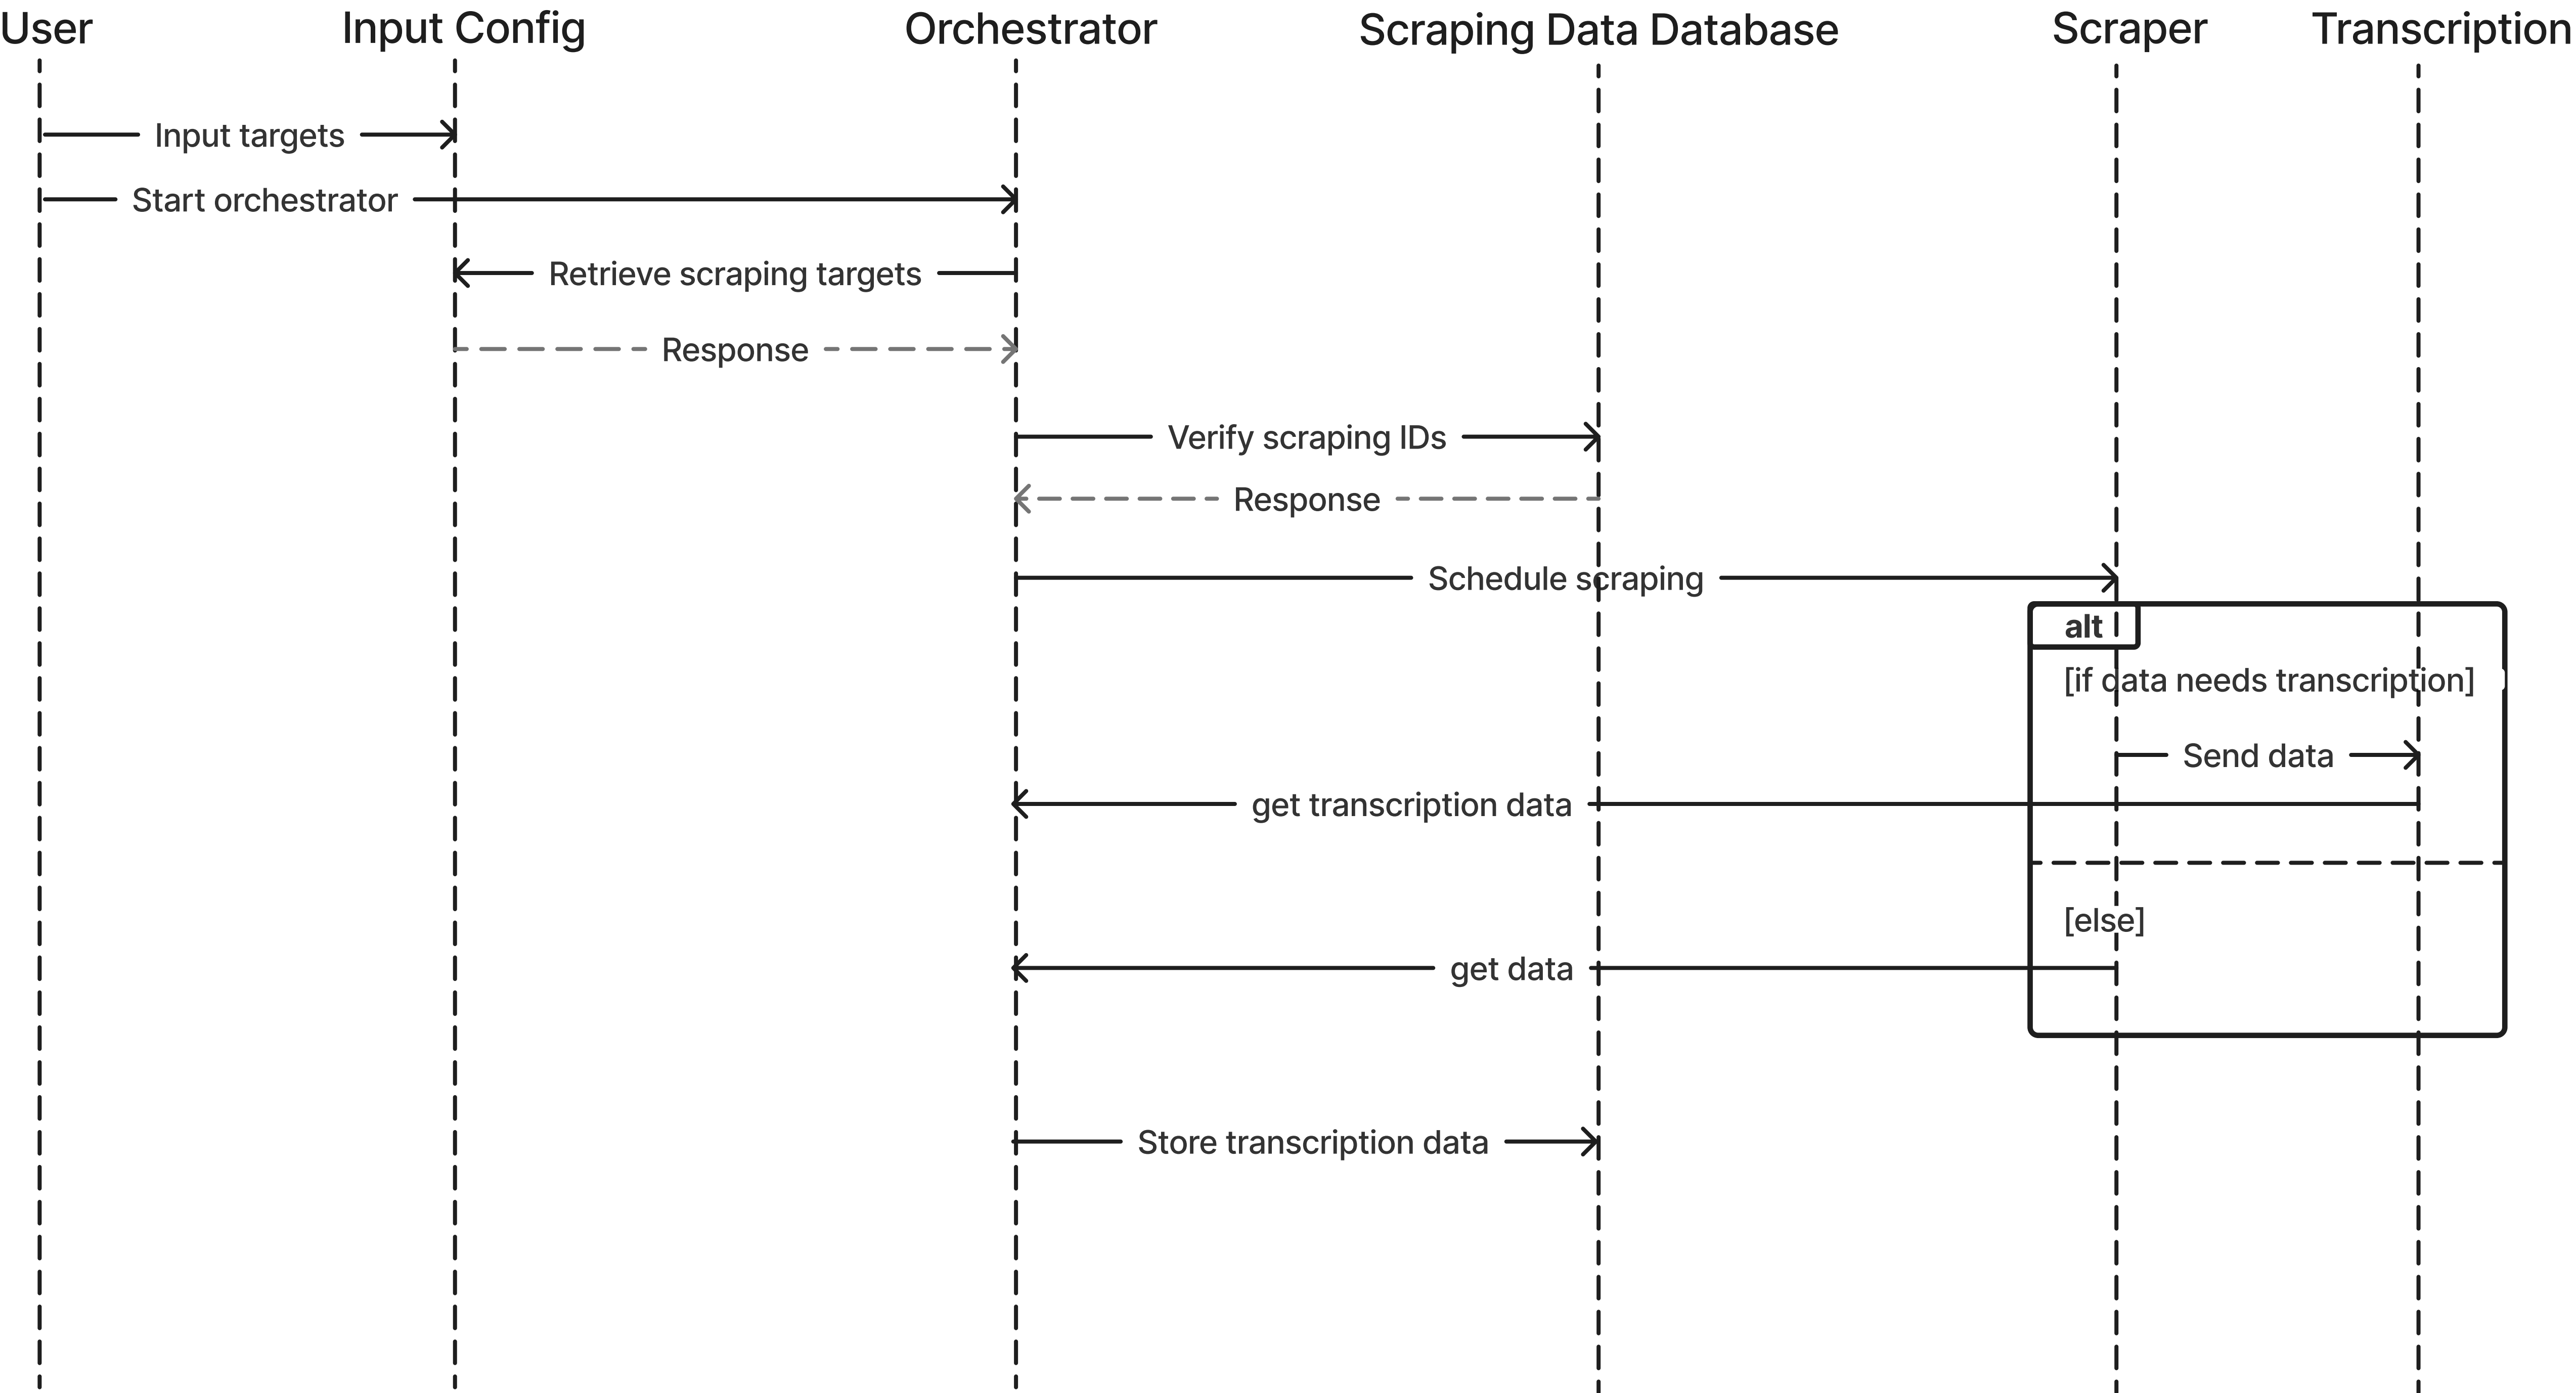 User
Input Config
Orchestrator
Scraping Data Database
Scraper
Transcription
Input targets
Start orchestrator
Retrieve scraping targets
Response
Verify scraping IDs
Response
Schedule scraping
alt
[if data needs transcription]
Send data
get transcription data
[else]
get data
Store transcription data